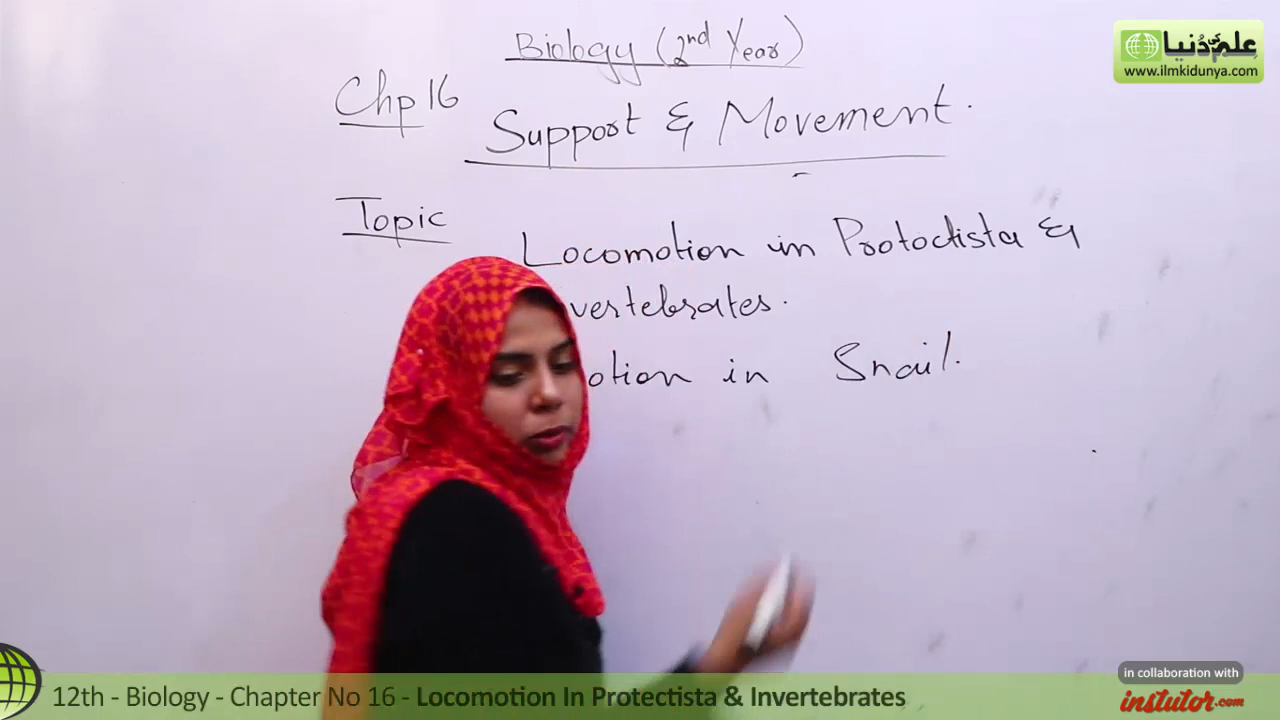 Biology (2nd Year)
علم کی دُنیا
www.ilmkidunya.com
Chp 16
Support & Movement.
Topic
Locomotion in Protoctista &
vertebrates.
otion in Snail.
in collaboration with
12th - Biology - Chapter No 16 - Locomotion In Protectista & Invertebrates
instutor.com